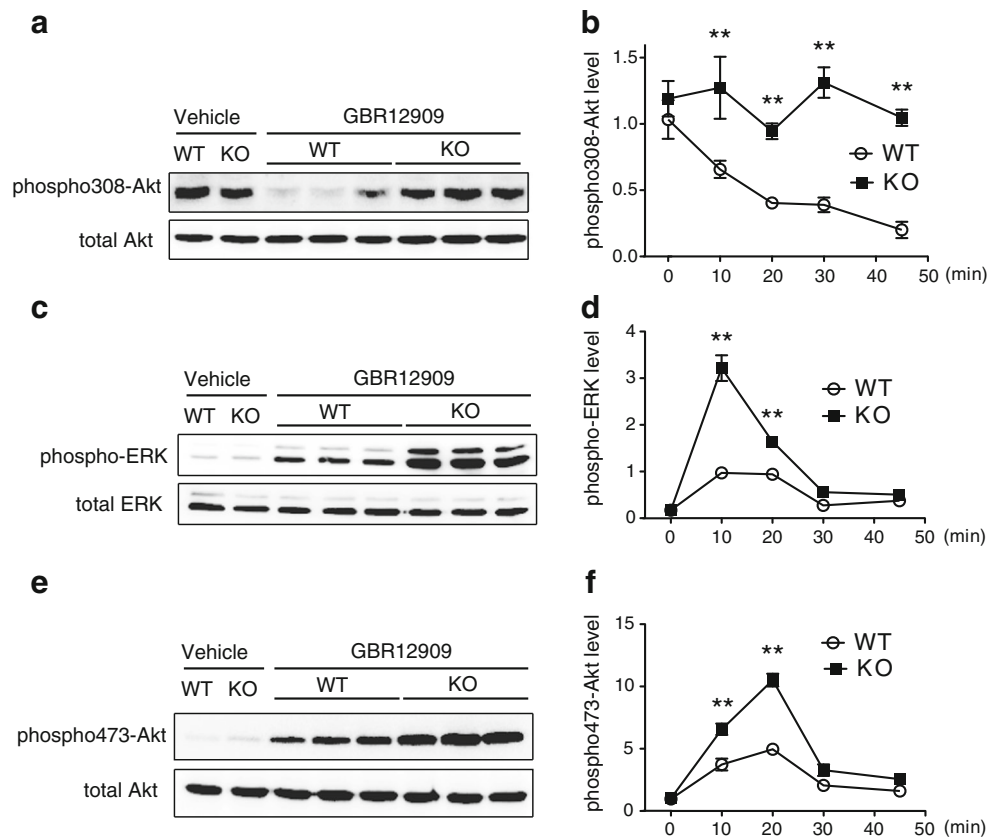 a
Vehicle
GBR12909
WT KO
WT
KO
phospho308-Akt
total Akt
b
phospho308-Akt level
1.5
1.0
0.5
0.0
** ** ** **
WT
KO
0 10 20 30 40 50 (min)
c
Vehicle
GBR12909
WT KO
WT
KO
phospho-ERK
total ERK
d
phospho-ERK level
4
3
2
1
0
** **
WT
KO
0 10 20 30 40 50 (min)
e
Vehicle
GBR12909
WT KO
WT
KO
phospho473-Akt
total Akt
f
phospho473-Akt level
15
10
5
0
** **
WT
KO
0 10 20 30 40 50 (min)